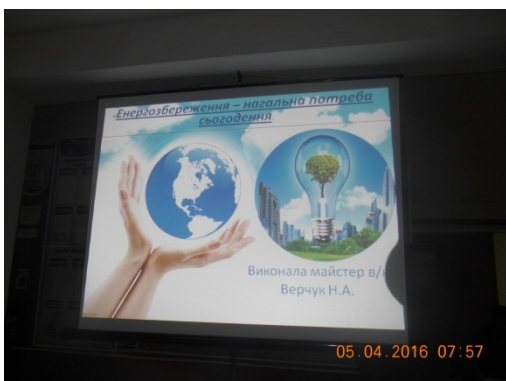 Енергозбереження – нагальна потреба
сьогодення
Виконала майстер в/н
Верчук Н.А.
05.04.2016 07:57